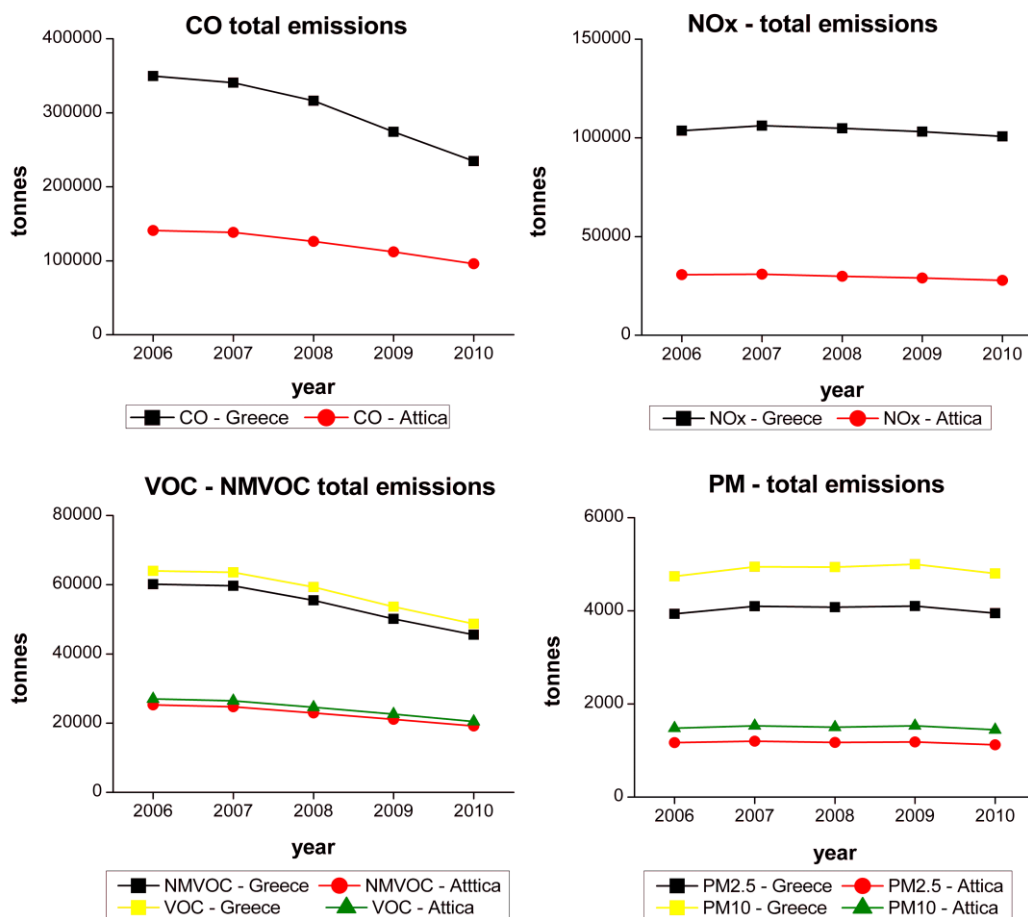 CO total emissions
400000
300000
200000
100000
0
tonnes
2006 2007 2008 2009 2010
year
CO - Greece CO - Attica
NOx - total emissions
150000
100000
50000
0
tonnes
2006 2007 2008 2009 2010
year
NOx - Greece NOx - Attica
VOC - NMVOC total emissions
80000
60000
40000
20000
0
tonnes
2006 2007 2008 2009 2010
year
NMVOC - Greece NMVOC - Atttica
VOC - Greece VOC - Attica
PM - total emissions
6000
4000
2000
0
tonnes
2006 2007 2008 2009 2010
year
PM2.5 - Greece PM2.5 - Attica
PM10 - Greece PM10 - Attica